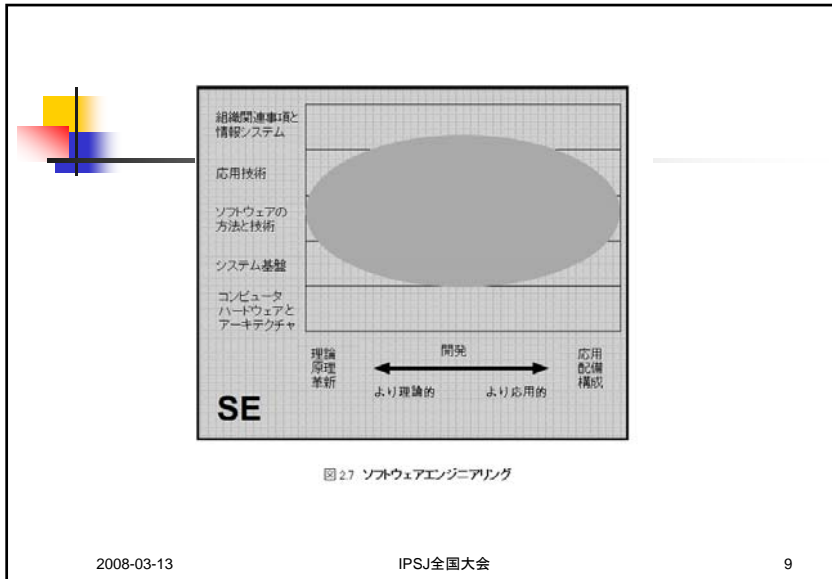 組織関連事項と
情報システム
応用技術
ソフトウェアの
方法と技術
システム基盤
コンピュータ
ハードウェアと
アーキテクチャ
理論
原理
革新
開発
より理論的 より応用的
応用
配備
構成
SE
図2.7 ソフトウェアエンジニアリング
2008-03-13 IPSJ全国大会 9